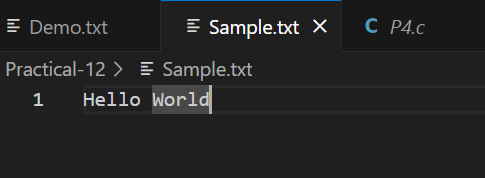 Demo.txt Sample.txt × C P4.c
Practical-12 > Sample.txt
1 Hello World